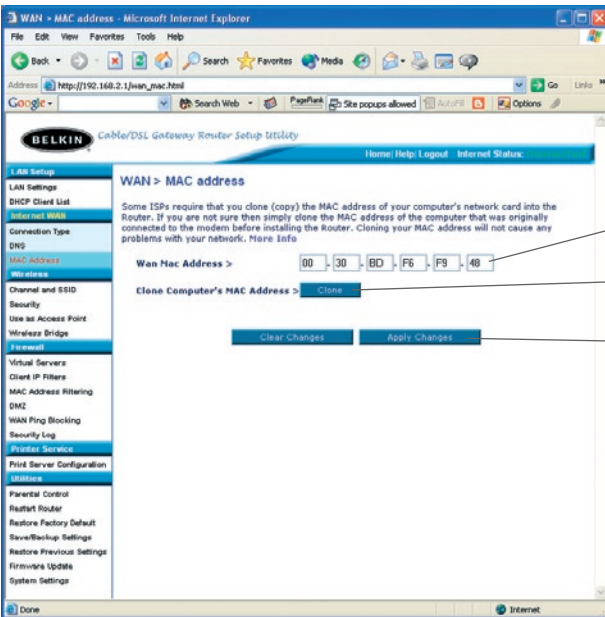 WAN > MAC address - Microsoft Internet Explorer
File Edit View Favorites Tools Help
Back Search Favorites Media
Address http://192.168.2.1/wan_mac.html Go Links
Google Search Web PageRank Site popups allowed AutoFill Options
BELKIN Cable/DSL Gateway Router Setup Utility
Home| Help| Logout Internet Status:
LAN Setup
LAN Settings
DHCP Client List
Internet WAN
Connection Type
DNS
MAC Address
Wireless
Channel and SSID
Security
Use as Access Point
Wireless Bridge
Firewall
Virtual Servers
Client IP Filters
MAC Address Filtering
DMZ
WAN Ping Blocking
Security Log
Printer Service
Print Server Configuration
Utilities
Parental Control
Restart Router
Restore Factory Default
Save/Backup Settings
Restore Previous Settings
Firmware Update
System Settings
WAN > MAC address
Some ISPs require that you clone (copy) the MAC address of your computer's network card into the
Router. If you are not sure then simply clone the MAC address of the computer that was originally
connected to the modem before installing the Router. Cloning your MAC address will not cause any
problems with your network. More Info
Wan Mac Address > 00 . 30 . BD . F6 . F9 . 48
Clone Computer's MAC Address > Clone
Clear Changes Apply Changes
Done Internet